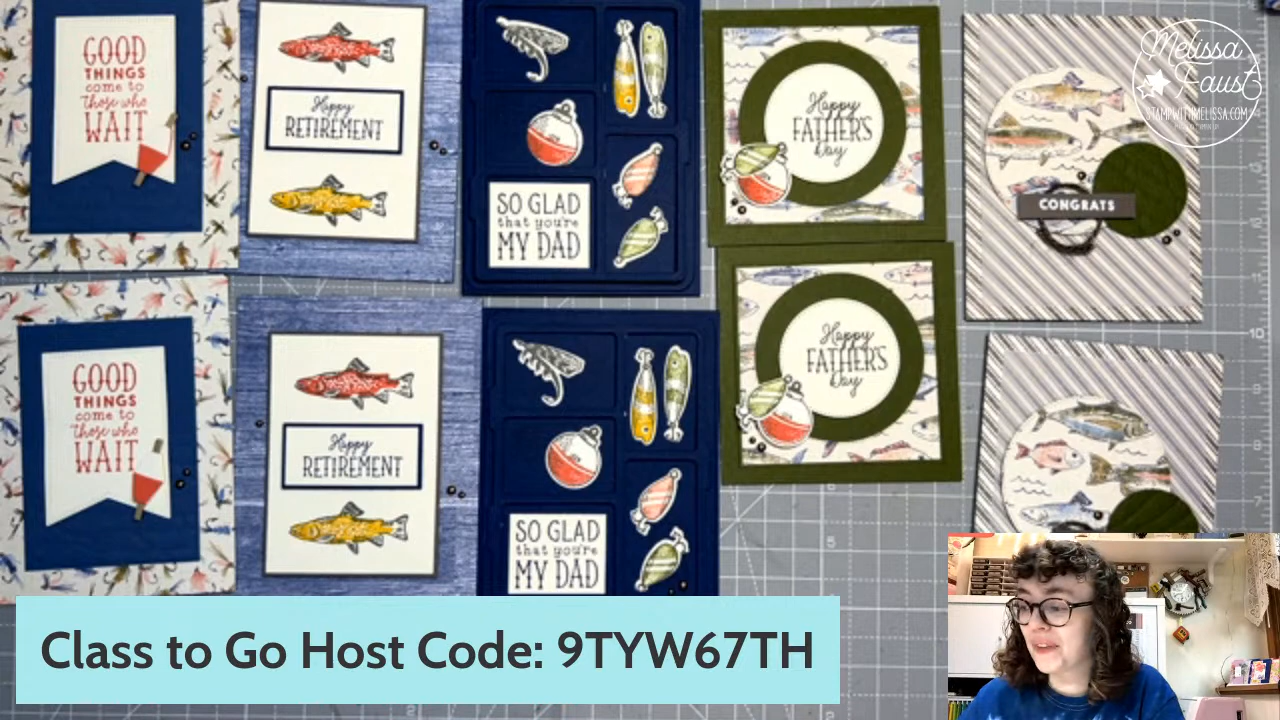 GOOD
THINGS
come to
those who
WAIT
Happy
RETIREMENT
SO GLAD
that you're
MY DAD
Happy
FATHER'S
Day
CONGRATS
Melissa
Faust
STAMPWITHMELISSA.COM
GOOD
THINGS
come to
those who
WAIT
Happy
RETIREMENT
SO GLAD
that you're
MY DAD
Happy
FATHER'S
Day
10
Class to Go Host Code: 9TYW67TH